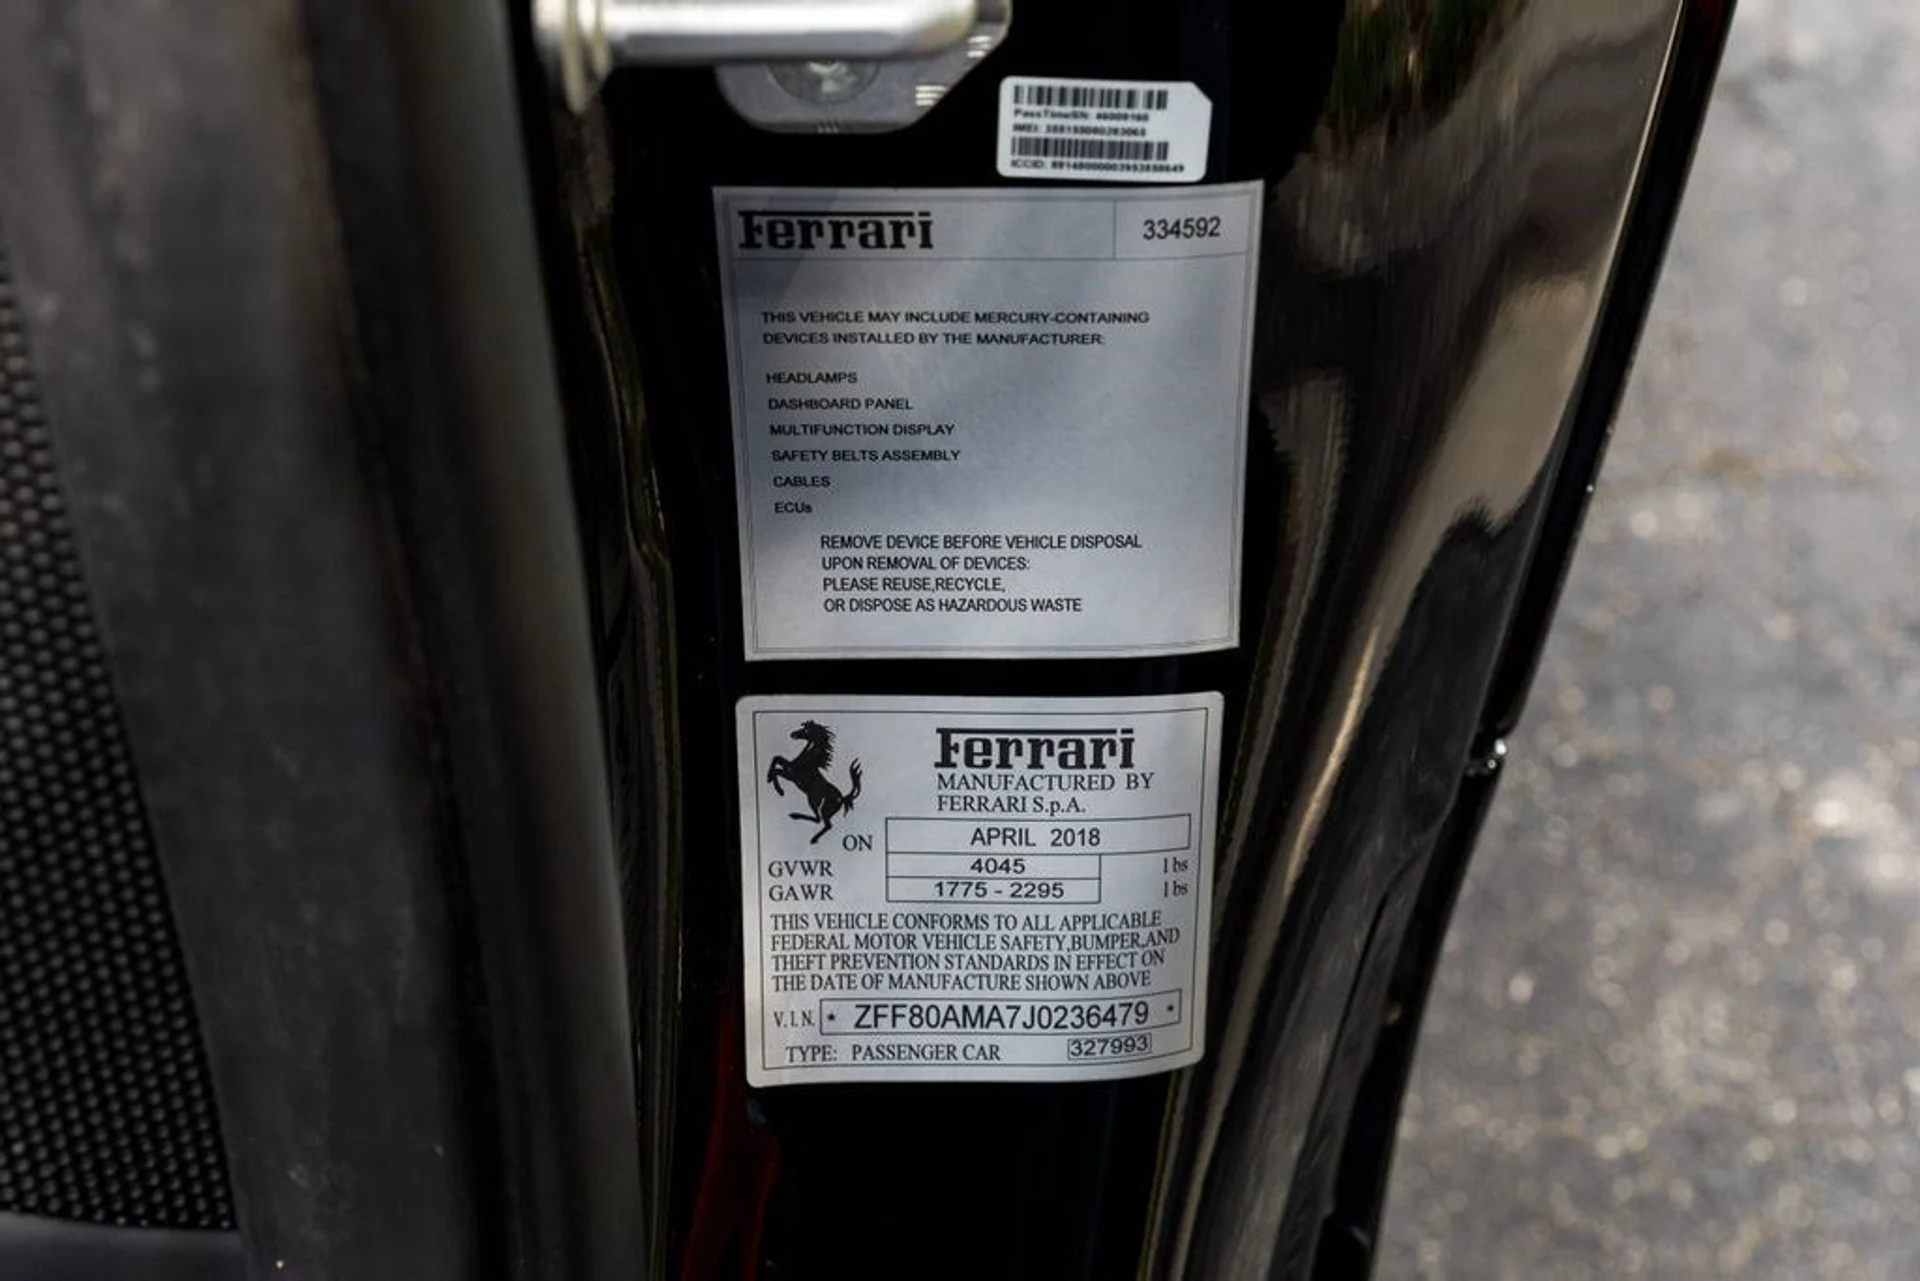 PassTimeSN: 46009160
IMEI:
ICCID:
Ferrari
334592
THIS VEHICLE MAY INCLUDE MERCURY-CONTAINING
DEVICES INSTALLED BY THE MANUFACTURER:
HEADLAMPS
DASHBOARD PANEL
MULTIFUNCTION DISPLAY
SAFETY BELTS ASSEMBLY
CABLES
ECUs
REMOVE DEVICE BEFORE VEHICLE DISPOSAL
UPON REMOVAL OF DEVICES:
PLEASE REUSE,RECYCLE,
OR DISPOSE AS HAZARDOUS WASTE
Ferrari
MANUFACTURED BY
FERRARI S.p.A.
ON APRIL 2018
GVWR 4045 lbs
GAWR 1775 - 2295 lbs
THIS VEHICLE CONFORMS TO ALL APPLICABLE
FEDERAL MOTOR VEHICLE SAFETY,BUMPER,AND
THEFT PREVENTION STANDARDS IN EFFECT ON
THE DATE OF MANUFACTURE SHOWN ABOVE
V.I.N. * ZFF80AMA7J0236479 *
TYPE: PASSENGER CAR 327993